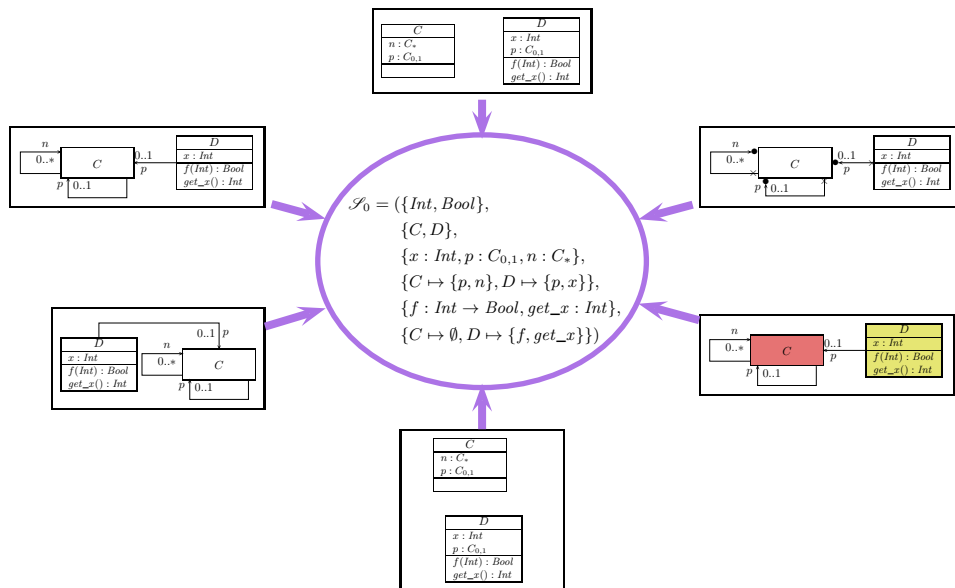 C
n : C*
p : C0,1
D
x : Int
p : C0,1
f(Int) : Bool
get_x() : Int
n
0..*
C
p
0..1
0..1
p
D
x : Int
f(Int) : Bool
get_x() : Int
n
0..*
C
p
0..1
0..1
p
D
x : Int
f(Int) : Bool
get_x() : Int
𝒮0 = ({Int, Bool},
{C, D},
{x : Int, p : C0,1, n : C*},
{C ↦ {p, n}, D ↦ {p, x}},
{f : Int → Bool, get_x : Int},
{C ↦ ∅, D ↦ {f, get_x}})
D
x : Int
f(Int) : Bool
get_x() : Int
0..1
p
n
0..*
C
p
0..1
n
0..*
C
p
0..1
0..1
p
D
x : Int
f(Int) : Bool
get_x() : Int
C
n : C*
p : C0,1
D
x : Int
p : C0,1
f(Int) : Bool
get_x() : Int